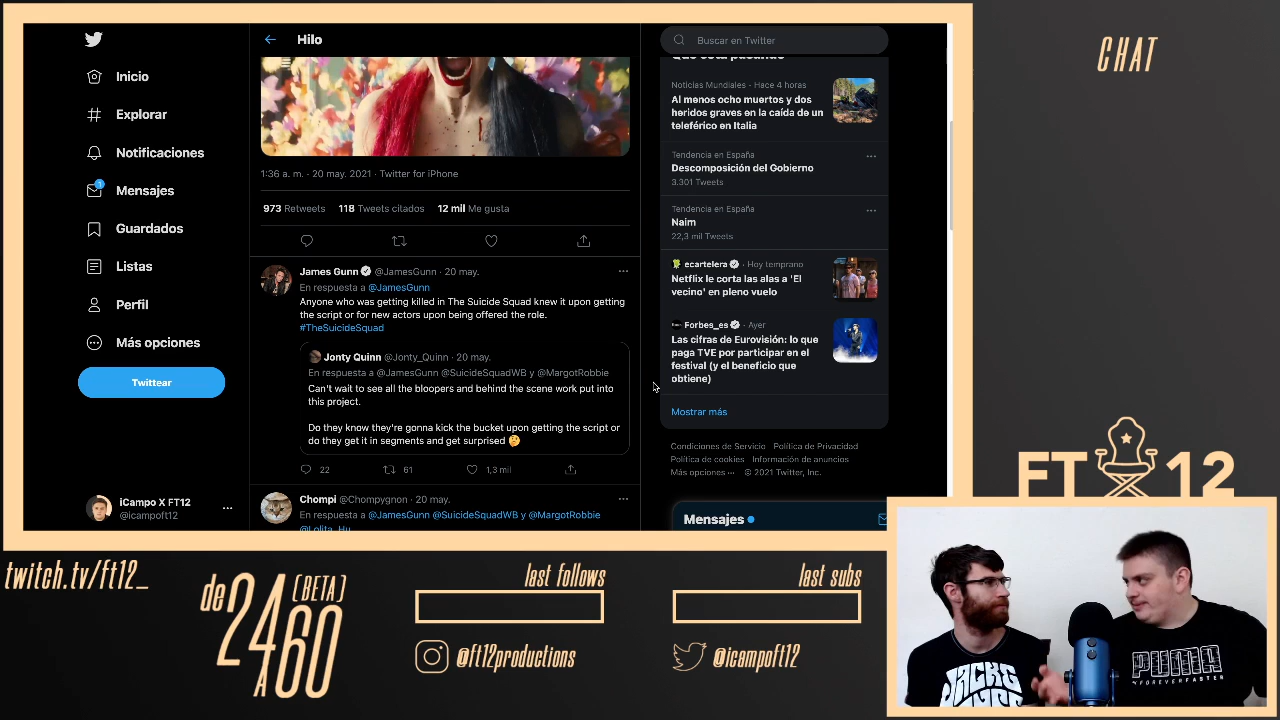 Hilo
Buscar en Twitter
Inicio
Explorar
Notificaciones
1
Mensajes
Guardados
Listas
Perfil
Más opciones
Twittear
iCampo X FT12
@icampoft12
1:36 a. m. · 20 may. 2021 · Twitter for iPhone
973 Retweets 118 Tweets citados 12 mil Me gusta
James Gunn @JamesGunn · 20 may.
En respuesta a @JamesGunn
Anyone who was getting killed in The Suicide Squad knew it upon getting
the script or for new actors upon being offered the role.
#TheSuicideSquad
Jonty Quinn @Jonty_Quinn · 20 may.
En respuesta a @JamesGunn @SuicideSquadWB y @MargotRobbie
Can't wait to see all the bloopers and behind the scene work put into
this project.
Do they know they're gonna kick the bucket upon getting the script or
do they get it in segments and get surprised 🤔
22 61 1,3 mil
Chompi @Chompygnon · 20 may.
En respuesta a @JamesGunn @SuicideSquadWB y @MargotRobbie
@Lolita_Hu
Noticias Mundiales · Hace 4 horas
Al menos ocho muertos y dos
heridos graves en la caída de un
teleférico en Italia
Tendencia en España
Descomposición del Gobierno
3.301 Tweets
Tendencia en España
Naim
22,3 mil Tweets
ecartelera · Hoy temprano
Netflix le corta las alas a 'El
vecino' en pleno vuelo
Forbes_es · Ayer
Las cifras de Eurovisión: lo que
paga TVE por participar en el
festival (y el beneficio que
obtiene)
Mostrar más
Condiciones de Servicio Política de Privacidad
Política de cookies Información de anuncios
Más opciones ··· © 2021 Twitter, Inc.
Mensajes
CHAT
FT 12
twitch.tv/ft12_
de 24 A 60 (BETA)
last follows
@ft12productions
last subs
@icampoft12
PUMA
FOREVER FASTER